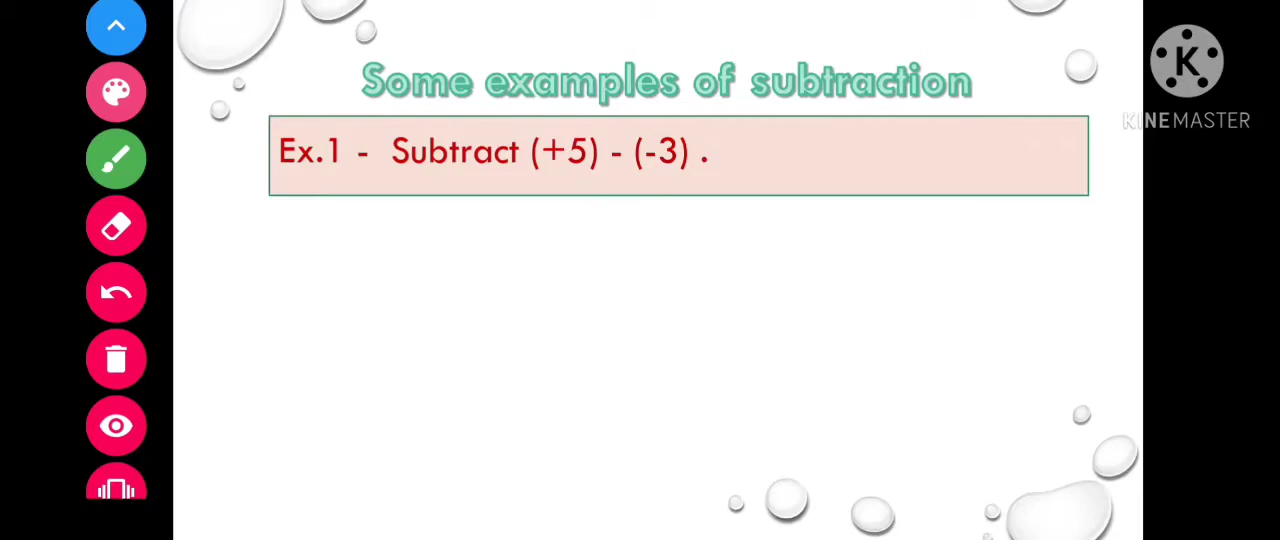 Some examples of subtraction
Ex.1 - Subtract (+5) - (-3) .
K
KINEMASTER